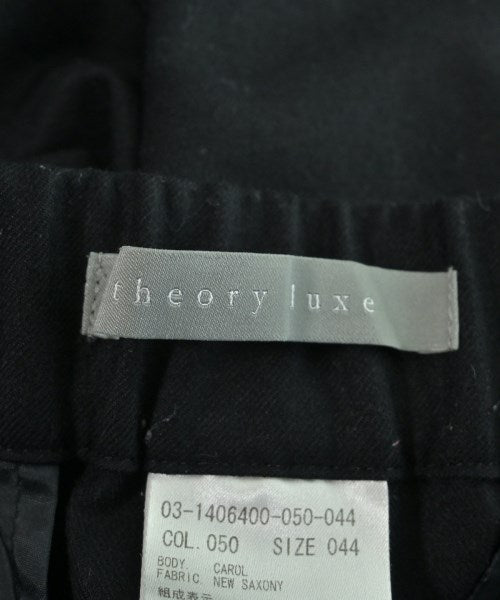 theory luxe
03-1406400-050-044
COL.050 SIZE 044
BODY CAROL
FABRIC NEW SAXONY
組成表示